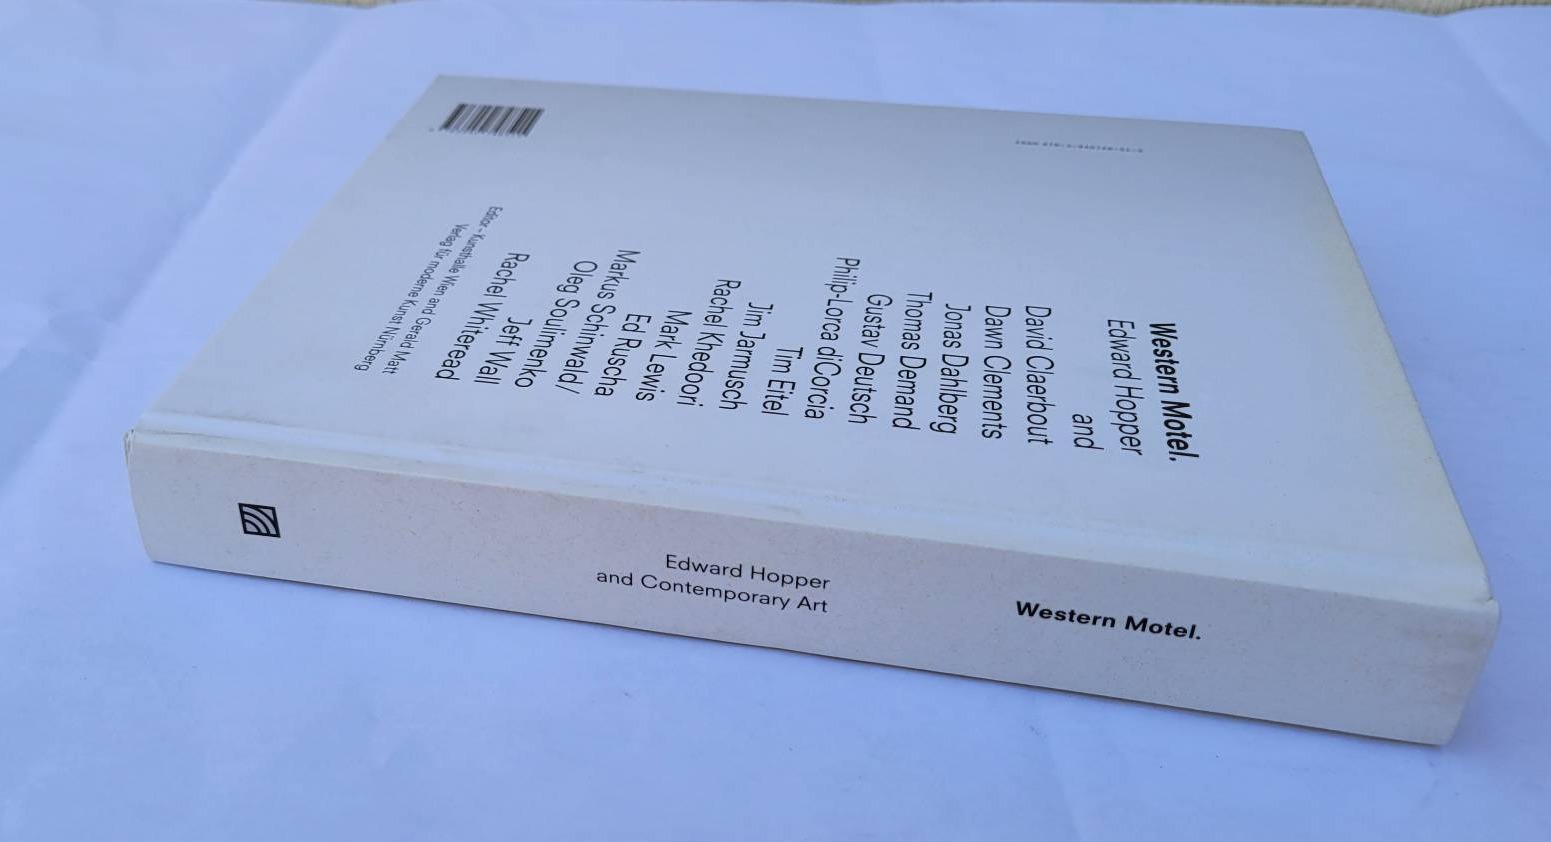 Western Motel.
Edward Hopper
and
David Claerbout
Dawn Clements
Jonas Dahlberg
Thomas Demand
Gustav Deutsch
Philip-Lorca diCorcia
Tim Eitel
Jim Jarmusch
Rachel Khedoori
Mark Lewis
Ed Ruscha
Markus Schinwald/
Oleg Soulimenko
Jeff Wall
Rachel Whiteread
Editor – Kunsthalle Wien and Gerald Matt
Verlag für moderne Kunst Nürnberg
Edward Hopper
and Contemporary Art
Western Motel.